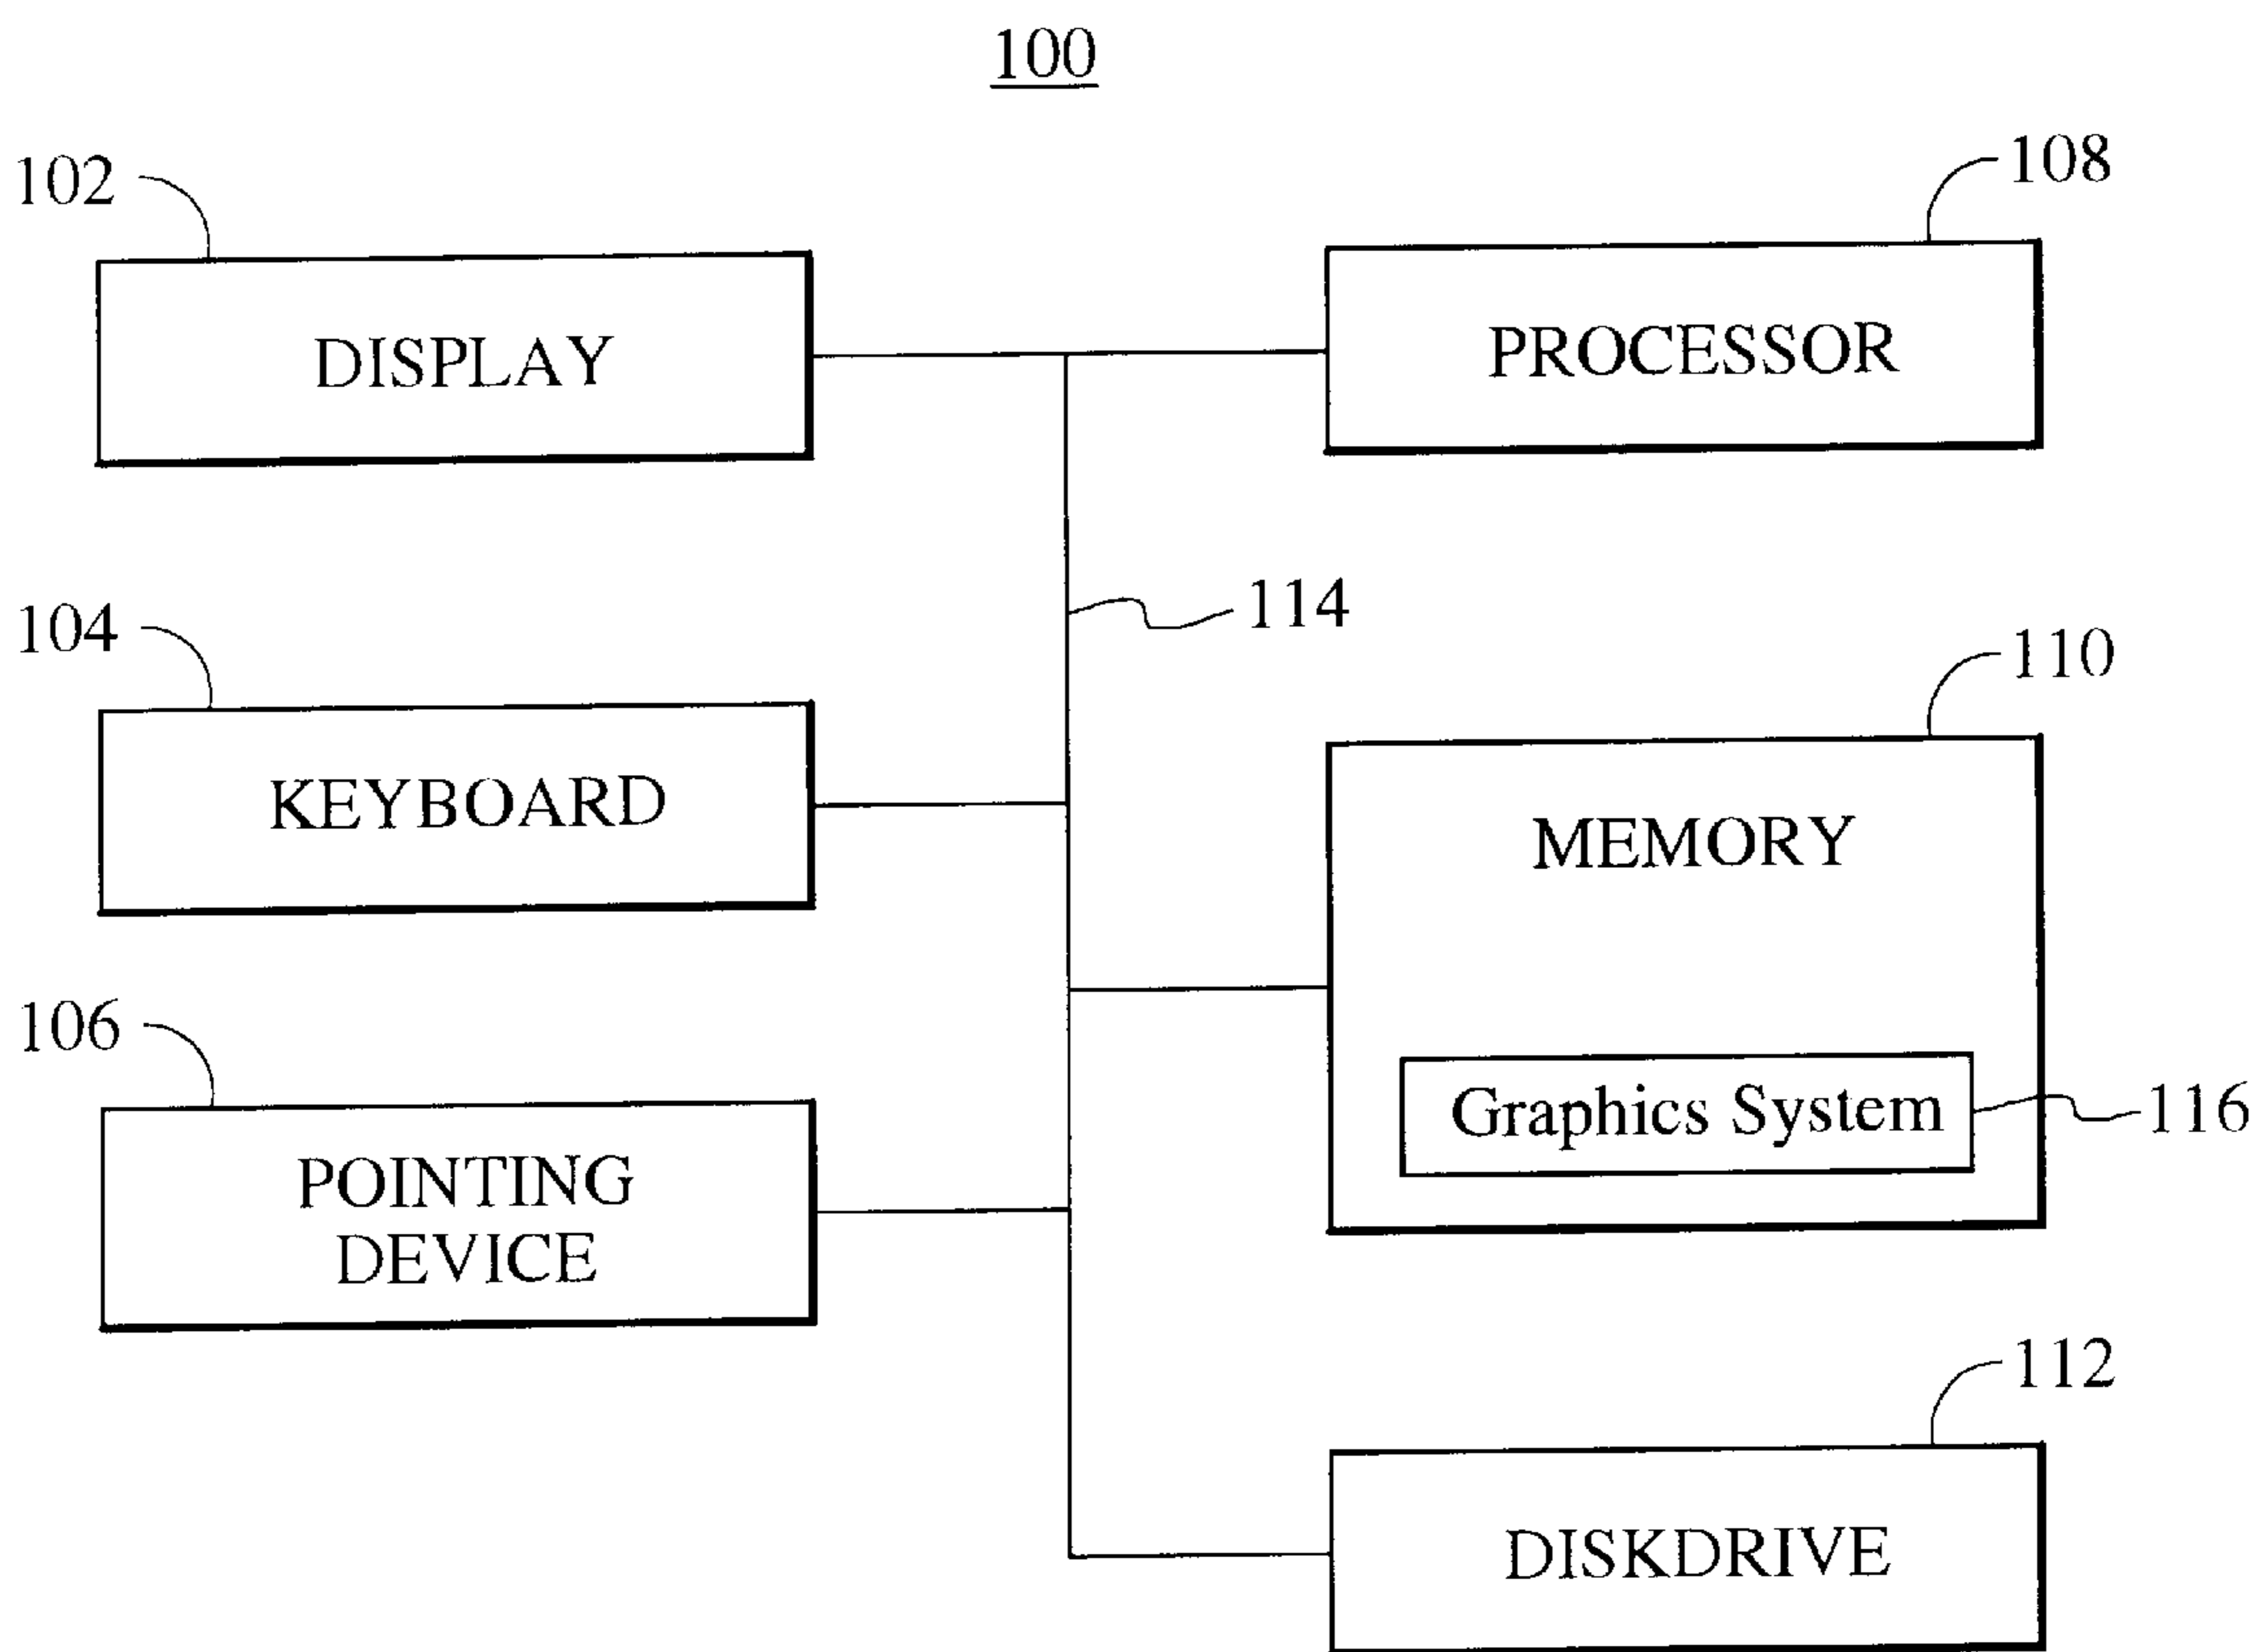 100
102
108
DISPLAY
PROCESSOR
114
104
110
KEYBOARD
MEMORY
106
Graphics System
116
POINTING
DEVICE
112
DISKDRIVE